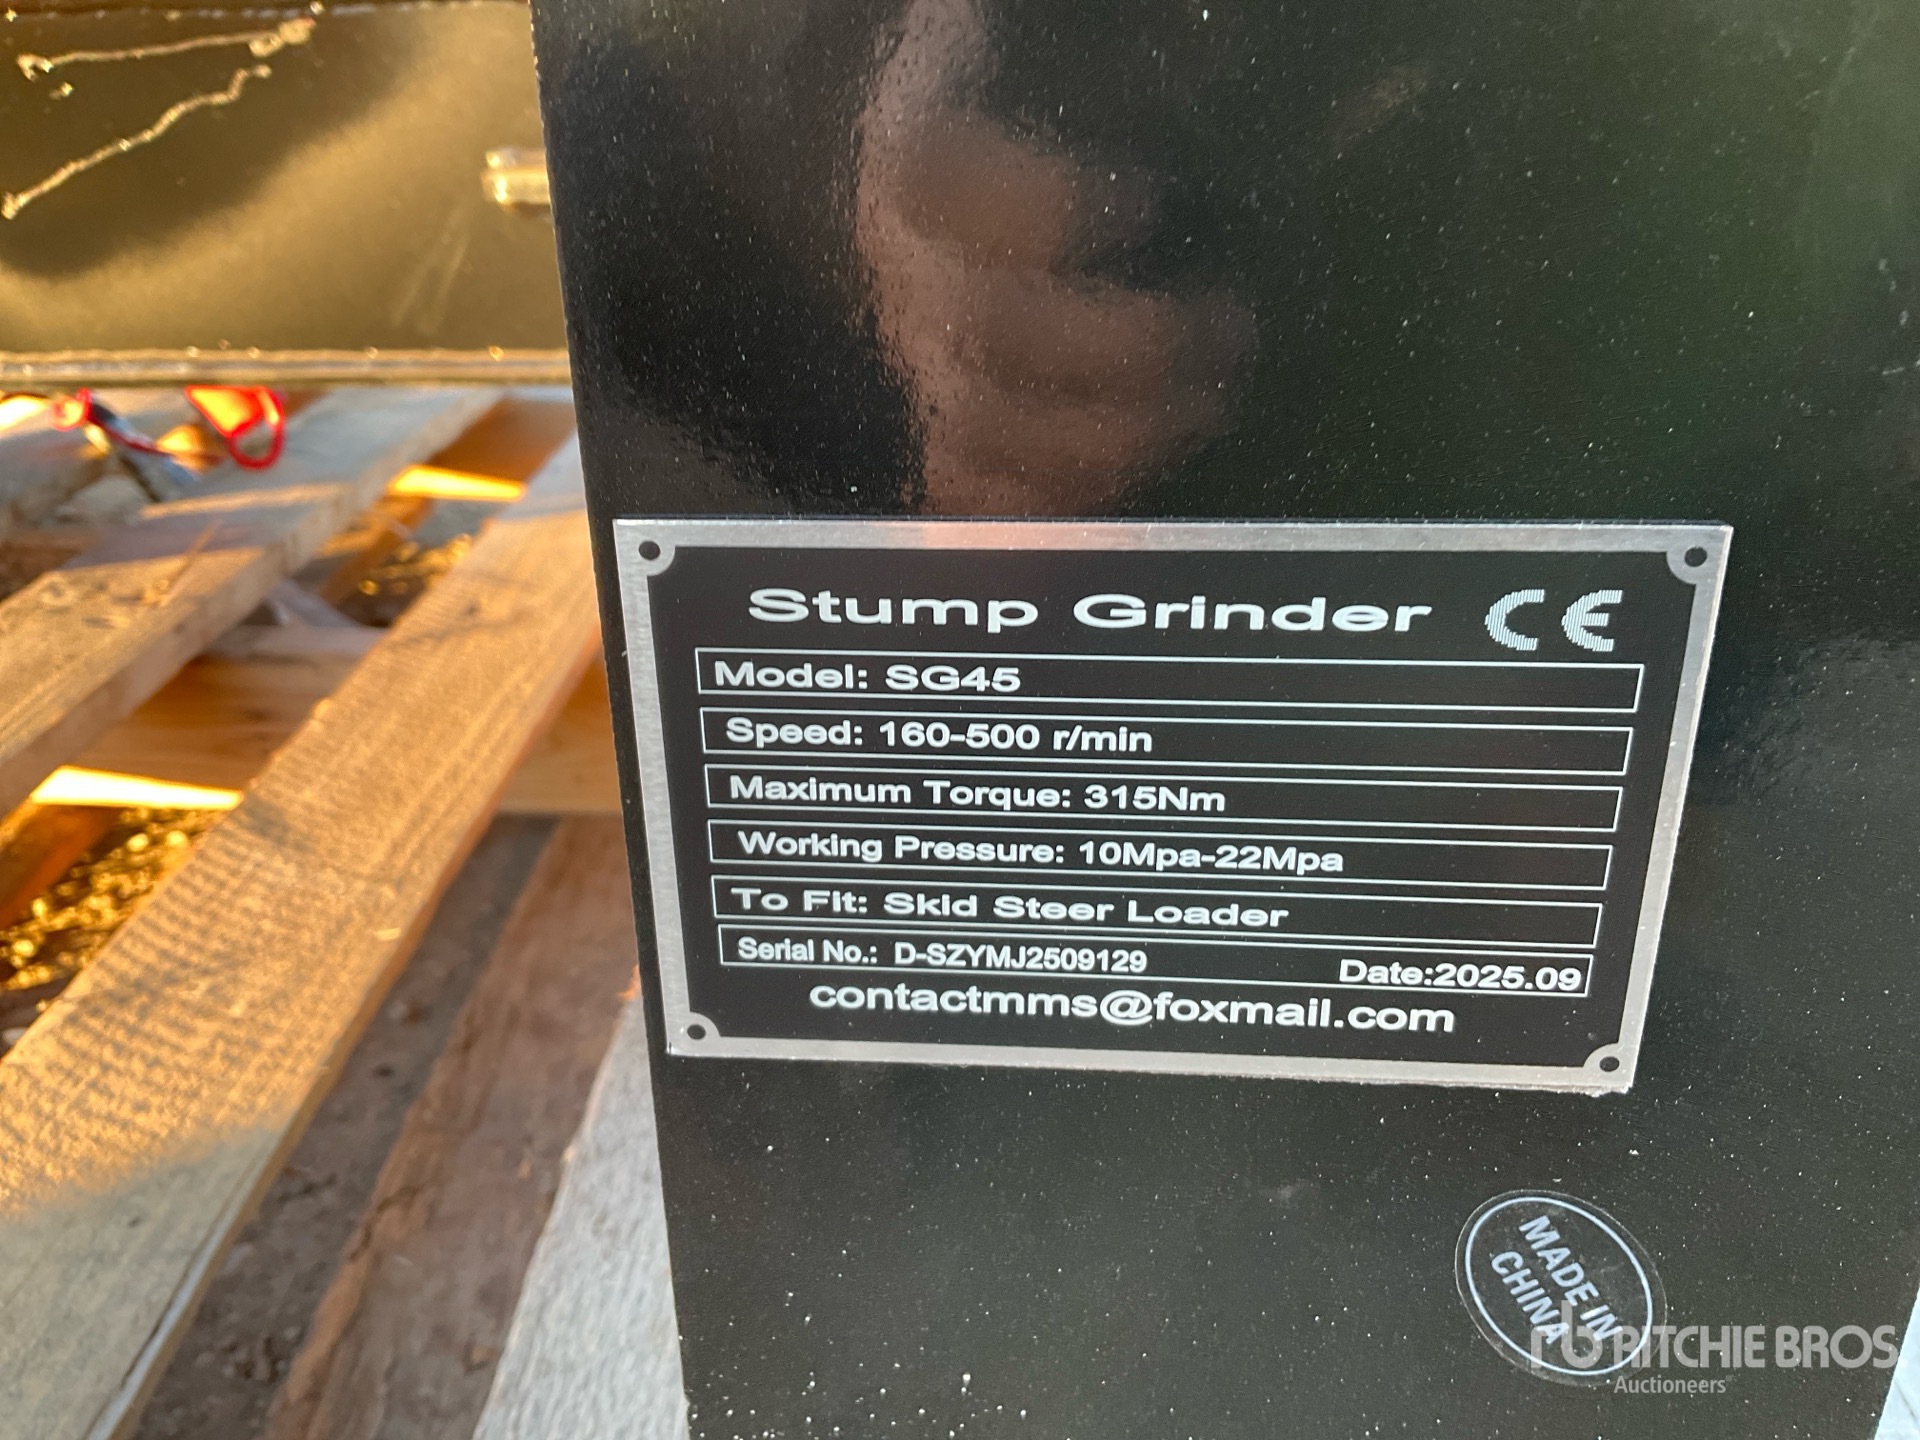 Stump Grinder CE
Model: SG45
Speed: 160-500 r/min
Maximum Torque: 315Nm
Working Pressure: 10Mpa-22Mpa
To Fit: Skid Steer Loader
Serial No.: D-SZYMJ2509129 Date:2025.09
contactmms@foxmail.com
MADE IN
CHINA
rb RITCHIE BROS
Auctioneers